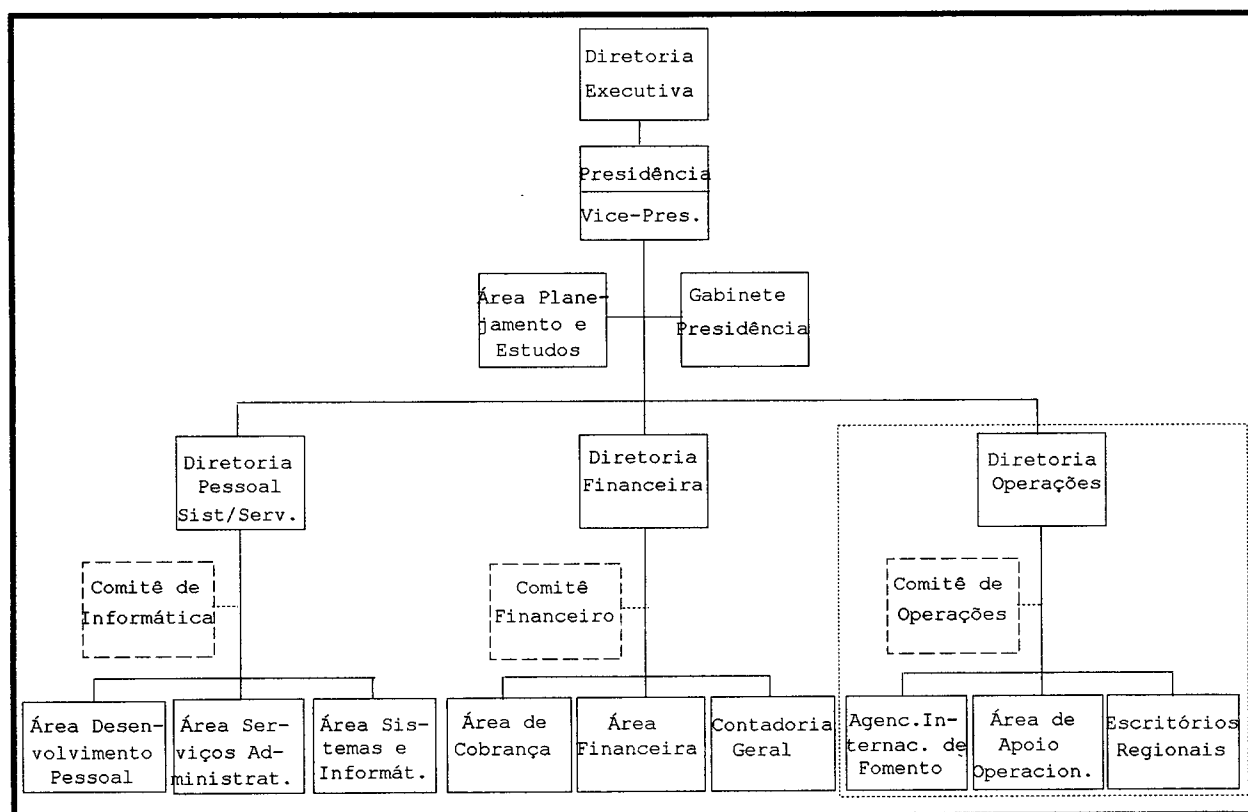 Diretoria
Executiva
Presidência
Vice-Pres.
Área Plane-
jamento e
Estudos
Gabinete
Presidência
Diretoria
Pessoal
Sist/Serv.
Diretoria
Financeira
Diretoria
Operações
Comitê de
Informática
Comitê
Financeiro
Comitê de
Operações
Área Desen-
volvimento
Pessoal
Área Ser-
viços Ad-
ministrat.
Área Sis-
temas e
Informát.
Área de
Cobrança
Área
Financeira
Contadoria
Geral
Agenc.In-
ternac. de
Fomento
Área de
Apoio
Operacion.
Escritórios
Regionais